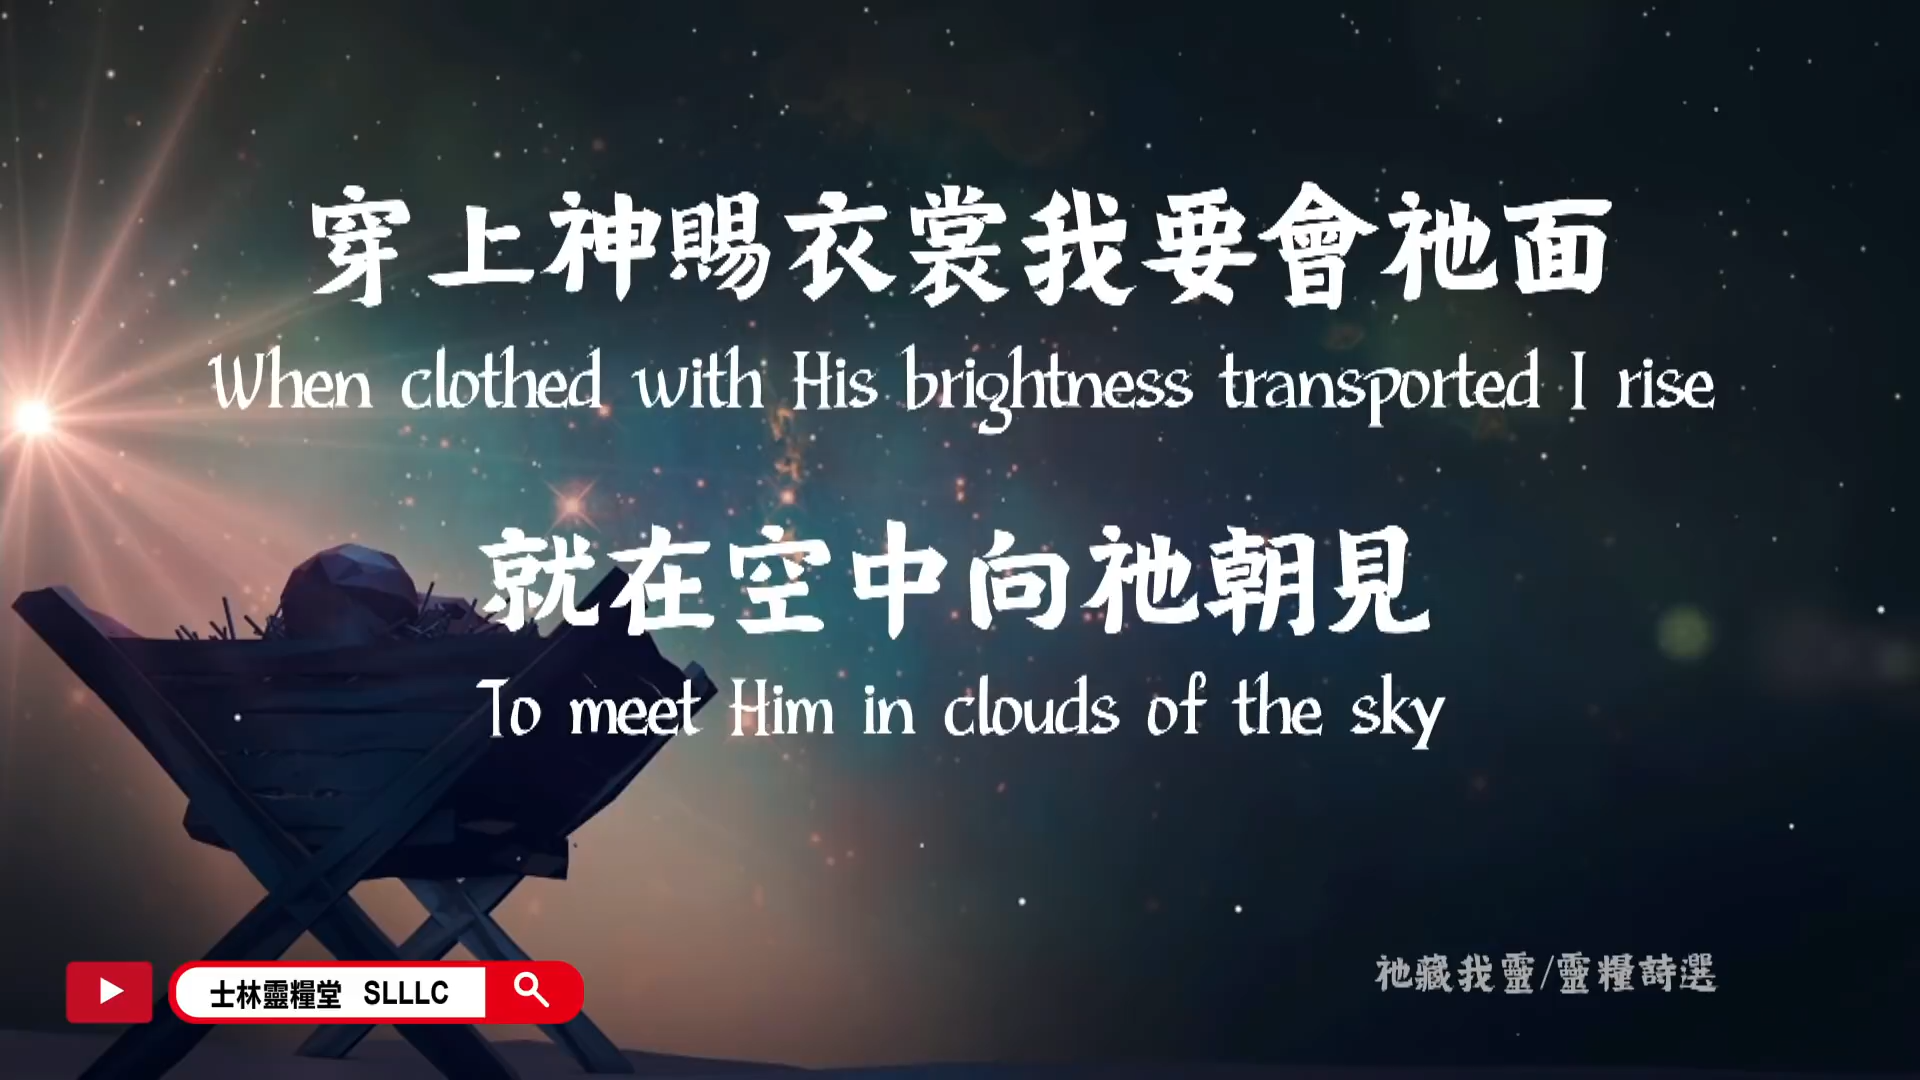 穿上神賜衣裳我要會祂面
When clothed with His brightness transported I rise
就在空中向祂朝見
To meet Him in clouds of the sky
祂藏我靈/靈糧詩選
士林靈糧堂 SLLLC